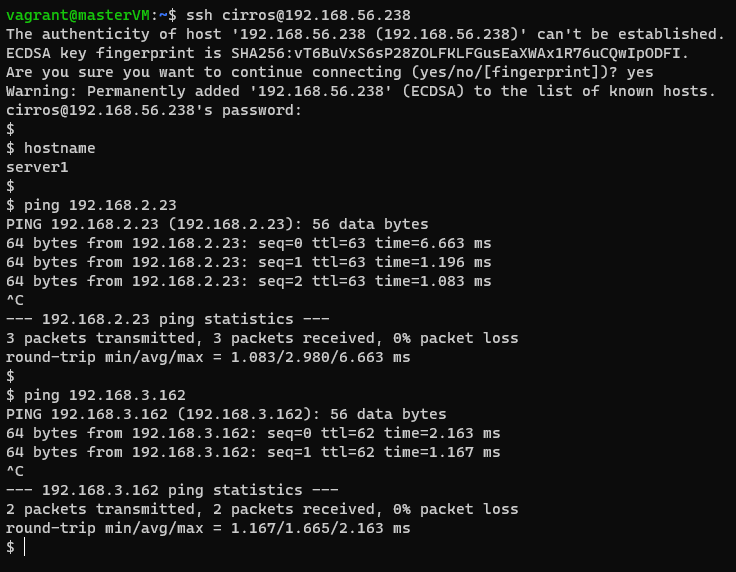 vagrant@masterVM:~$ ssh cirros@192.168.56.238
The authenticity of host '192.168.56.238 (192.168.56.238)' can't be established.
ECDSA key fingerprint is SHA256:vT6BuVxS6sP28ZOLFKLFGusEaXWAx1R76uCQwIpODFI.
Are you sure you want to continue connecting (yes/no/[fingerprint])? yes
Warning: Permanently added '192.168.56.238' (ECDSA) to the list of known hosts.
cirros@192.168.56.238's password:
$
$ hostname
server1
$
$ ping 192.168.2.23
PING 192.168.2.23 (192.168.2.23): 56 data bytes
64 bytes from 192.168.2.23: seq=0 ttl=63 time=6.663 ms
64 bytes from 192.168.2.23: seq=1 ttl=63 time=1.196 ms
64 bytes from 192.168.2.23: seq=2 ttl=63 time=1.083 ms
^C
--- 192.168.2.23 ping statistics ---
3 packets transmitted, 3 packets received, 0% packet loss
round-trip min/avg/max = 1.083/2.980/6.663 ms
$
$ ping 192.168.3.162
PING 192.168.3.162 (192.168.3.162): 56 data bytes
64 bytes from 192.168.3.162: seq=0 ttl=62 time=2.163 ms
64 bytes from 192.168.3.162: seq=1 ttl=62 time=1.167 ms
^C
--- 192.168.3.162 ping statistics ---
2 packets transmitted, 2 packets received, 0% packet loss
round-trip min/avg/max = 1.167/1.665/2.163 ms
$